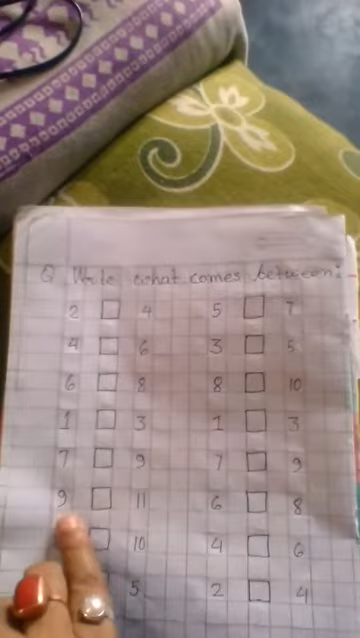 Q Write what comes between:
2 □ 4 5 □ 7
4 □ 6 3 □ 5
6 □ 8 8 □ 10
1 □ 3 1 □ 3
7 □ 9 7 □ 9
9 □ 11 6 □ 8
□ 10 4 □ 6
5 2 □ 4